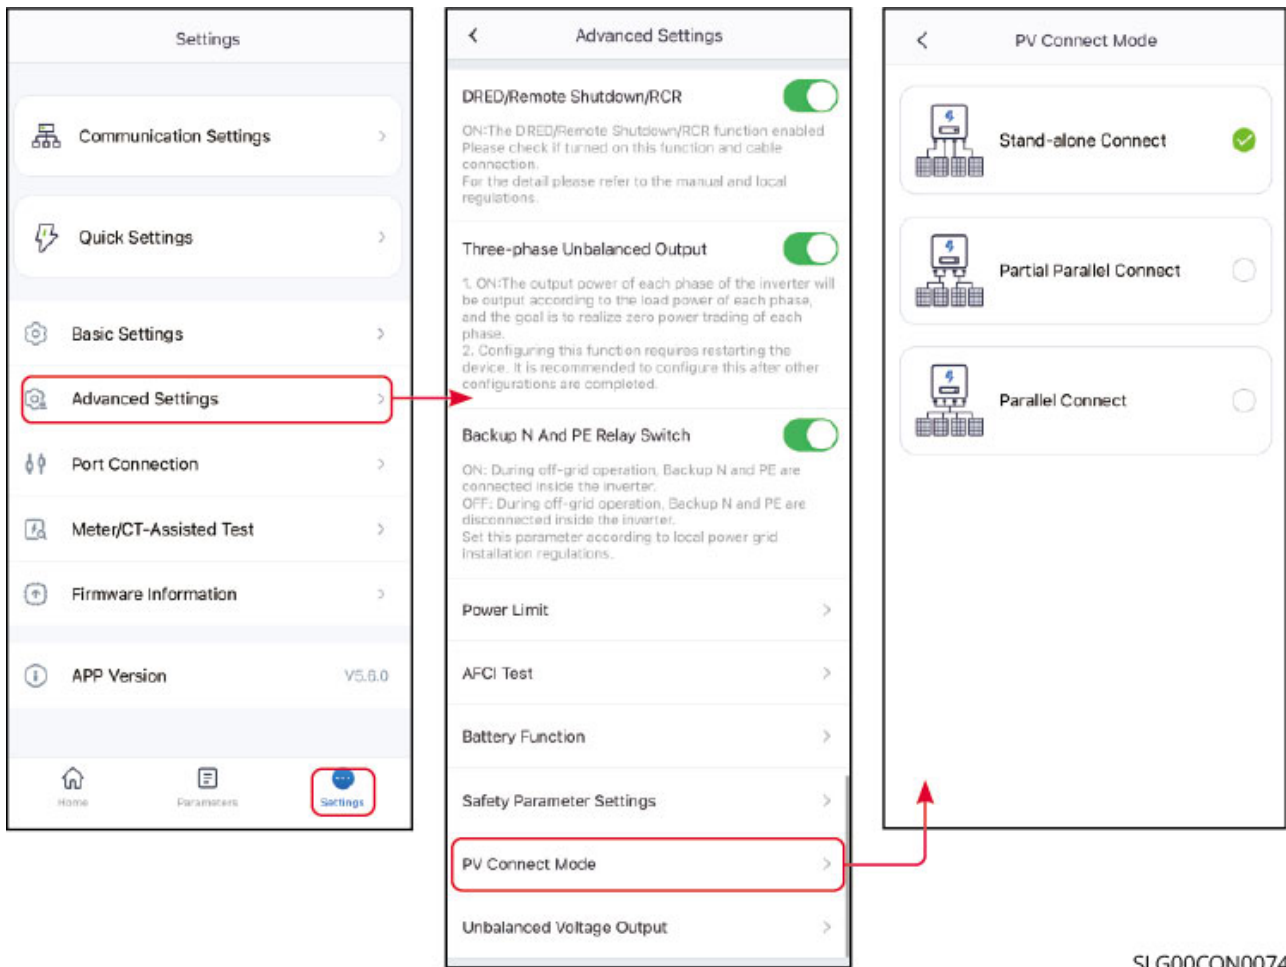 Settings
Communication Settings
Quick Settings
Basic Settings
Advanced Settings
Port Connection
Meter/CT-Assisted Test
Firmware Information
APP Version
V5.6.0
Home
Parameters
Settings
Advanced Settings
DRED/Remote Shutdown/RCR
ON:The DRED/Remote Shutdown/RCR function enabled
Please check if turned on this function and cable
connection.
For the detail please refer to the manual and local
regulations.
Three-phase Unbalanced Output
1. ON:The output power of each phase of the inverter will
be output according to the load power of each phase,
and the goal is to realize zero power trading of each
phase.
2. Configuring this function requires restarting the
device. It is recommended to configure this after other
configurations are completed.
Backup N And PE Relay Switch
ON: During off-grid operation, Backup N and PE are
connected inside the inverter.
OFF: During off-grid operation, Backup N and PE are
disconnected inside the inverter.
Set this parameter according to local power grid
installation regulations.
Power Limit
AFCI Test
Battery Function
Safety Parameter Settings
PV Connect Mode
Unbalanced Voltage Output
PV Connect Mode
Stand-alone Connect
Partial Parallel Connect
Parallel Connect
SLG00CON0074